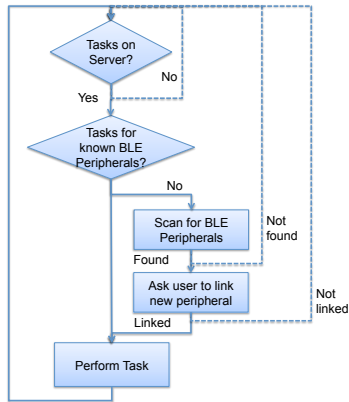 Tasks on
Server?
No
Yes
Tasks for
known BLE
Peripherals?
No
Scan for BLE
Peripherals
Not
found
Found
Ask user to link
new peripheral
Not
linked
Linked
Perform Task